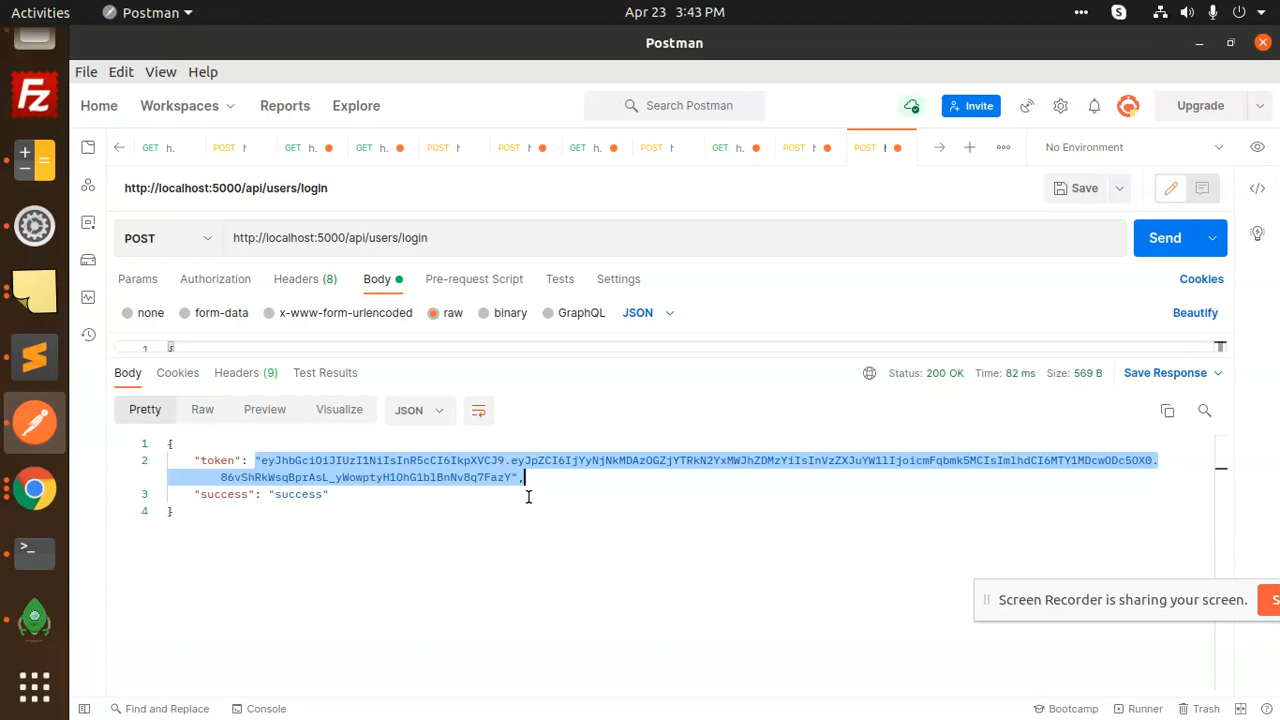 Activities
Postman
Apr 23 3:43 PM
Postman
File Edit View Help
Home Workspaces Reports Explore
Search Postman
Invite
Upgrade
GET h.
POST h
GET h.
GET h.
POST h
POST h
GET h.
POST h
GET h.
POST h
POST h
No Environment
http://localhost:5000/api/users/login
Save
POST
http://localhost:5000/api/users/login
Send
Params Authorization Headers (8) Body Pre-request Script Tests Settings
Cookies
none form-data x-www-form-urlencoded raw binary GraphQL JSON
Beautify
1 {
Body Cookies Headers (9) Test Results
Status: 200 OK Time: 82 ms Size: 569 B Save Response
Pretty Raw Preview Visualize JSON
1 {
2 "token": "eyJhbGciOiJIUzI1NiIsInR5cCI6IkpXVCJ9.eyJpZCI6IjYyNjNkMDAzOGZjYTRkN2YxMWJhZDMzYiIsInVzZXJuYW1lIjoicmFqbmk5MCIsImlhdCI6MTY1MDcwODc5OX0.
86vShRkWsqBprAsL_yWowptyH1OhG1blBnNv8q7FazY",
3 "success": "success"
4 }
Screen Recorder is sharing your screen.
Find and Replace Console
Bootcamp Runner Trash